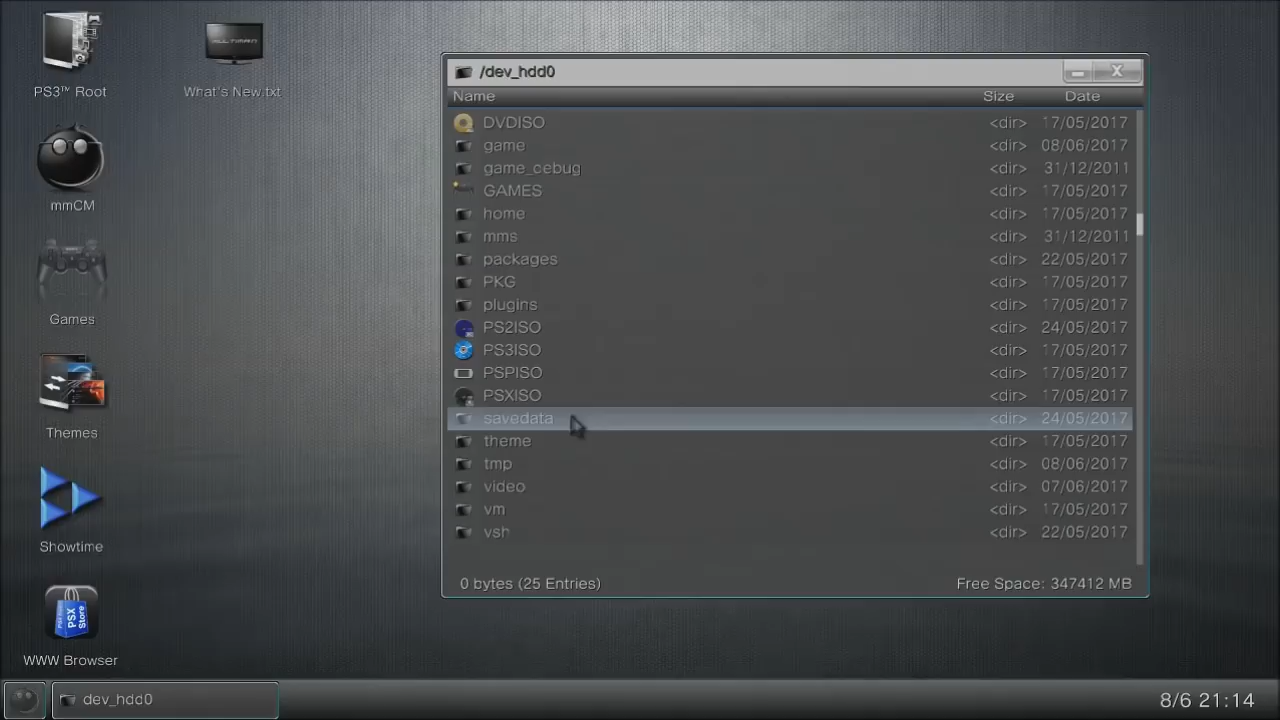 PS3™ Root
What's New.txt
mmCM
Games
Themes
Showtime
PSX Store
WWW Browser
/dev_hdd0
Name Size Date
DVDISO <dir> 17/05/2017
game <dir> 08/06/2017
game_cebug <dir> 31/12/2011
GAMES <dir> 17/05/2017
home <dir> 17/05/2017
mms <dir> 31/12/2011
packages <dir> 22/05/2017
PKG <dir> 17/05/2017
plugins <dir> 17/05/2017
PS2ISO <dir> 24/05/2017
PS3ISO <dir> 17/05/2017
PSPISO <dir> 17/05/2017
PSXISO <dir> 17/05/2017
savedata <dir> 24/05/2017
theme <dir> 17/05/2017
tmp <dir> 08/06/2017
video <dir> 07/06/2017
vm <dir> 17/05/2017
vsh <dir> 22/05/2017
0 bytes (25 Entries) Free Space: 347412 MB
dev_hdd0
8/6 21:14